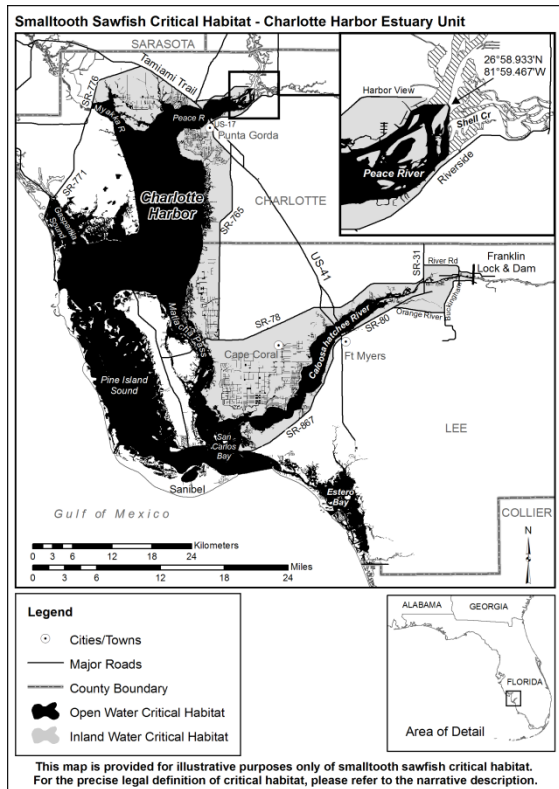 Smalltooth Sawfish Critical Habitat - Charlotte Harbor Estuary Unit
SARASOTA
Tamiami Trail
SR-776
Myakka R
Peace R
US-17
Punta Gorda
26°58.933'N
81°59.467'W
Harbor View
Shell Cr
Peace River
Riverside
SR-771
Gasparilla Sound
Charlotte Harbor
SR-765
CHARLOTTE
US-41
SR-31
River Rd
Franklin
Lock & Dam
Buckingham
Orange River
SR-80
SR-78
Matlacha Pass
Caloosahatchee River
Cape Coral
Ft Myers
Pine Island
Sound
SR-867
LEE
San
Carlos
Bay
Sanibel
Estero
Bay
COLLIER
Gulf of Mexico
N
Kilometers
0 3 6 12 18 24
Miles
0 3 6 12 18 24
Legend
Cities/Towns
Major Roads
County Boundary
Open Water Critical Habitat
Inland Water Critical Habitat
ALABAMA
GEORGIA
FLORIDA
Area of Detail
This map is provided for illustrative purposes only of smalltooth sawfish critical habitat.
For the precise legal definition of critical habitat, please refer to the narrative description.